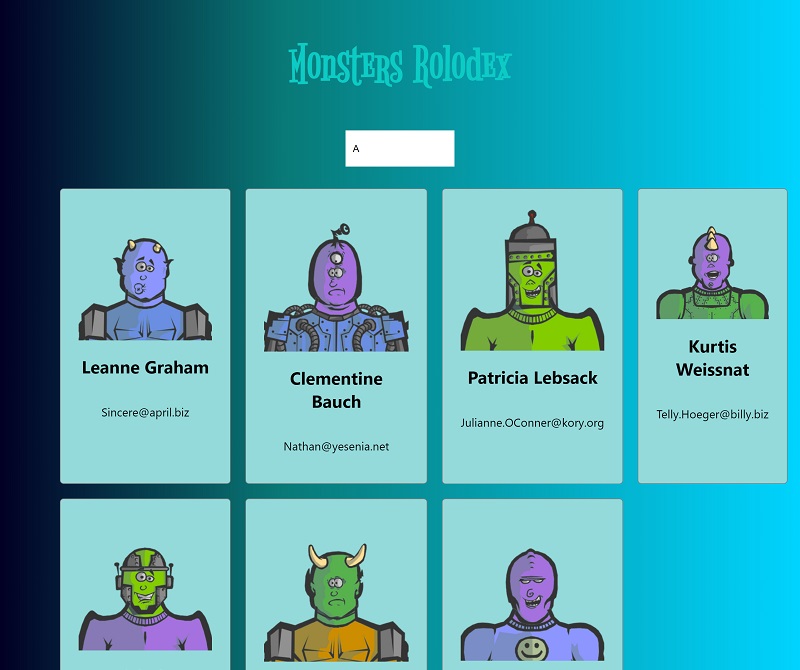 Monsters Rolodex
A
Leanne Graham
Sincere@april.biz
Clementine
Bauch
Nathan@yesenia.net
Patricia Lebsack
Julianne.OConner@kory.org
Kurtis
Weissnat
Telly.Hoeger@billy.biz